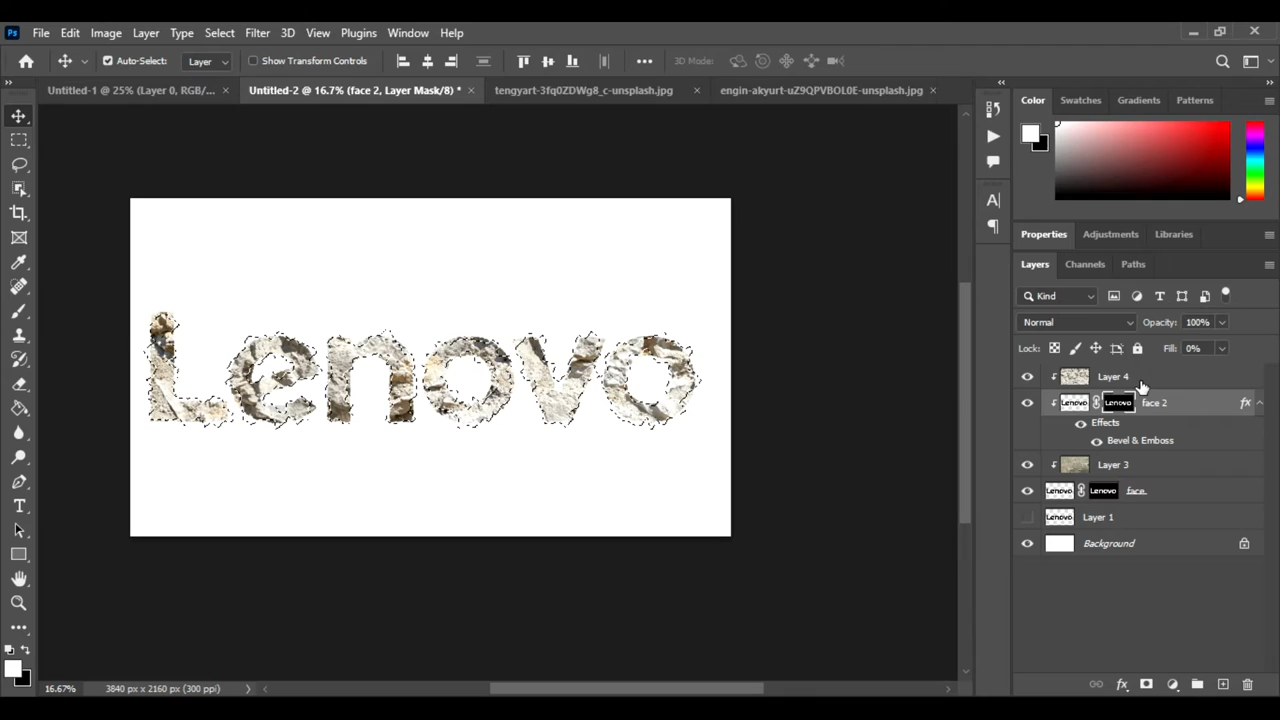 Ps File Edit Image Layer Type Select Filter 3D View Plugins Window Help
Auto-Select: Layer Show Transform Controls 3D Mode:
Untitled-1 @ 25% (Layer 0, RGB/... × Untitled-2 @ 16.7% (face 2, Layer Mask/8) * × tengyart-3fq0ZDWg8_c-unsplash.jpg × engin-akyurt-uZ9QPVBOL0E-unsplash.jpg ×
Color Swatches Gradients Patterns
Properties Adjustments Libraries
Layers Channels Paths
Kind
Normal Opacity: 100%
Lock: Fill: 0%
Layer 4
Lenovo Lenovo face 2 fx
Effects
Bevel & Emboss
Layer 3
Lenovo Lenovo face.
Lenovo Layer 1
Background
Lenovo
16.67% 3840 px x 2160 px (300 ppi)
fx